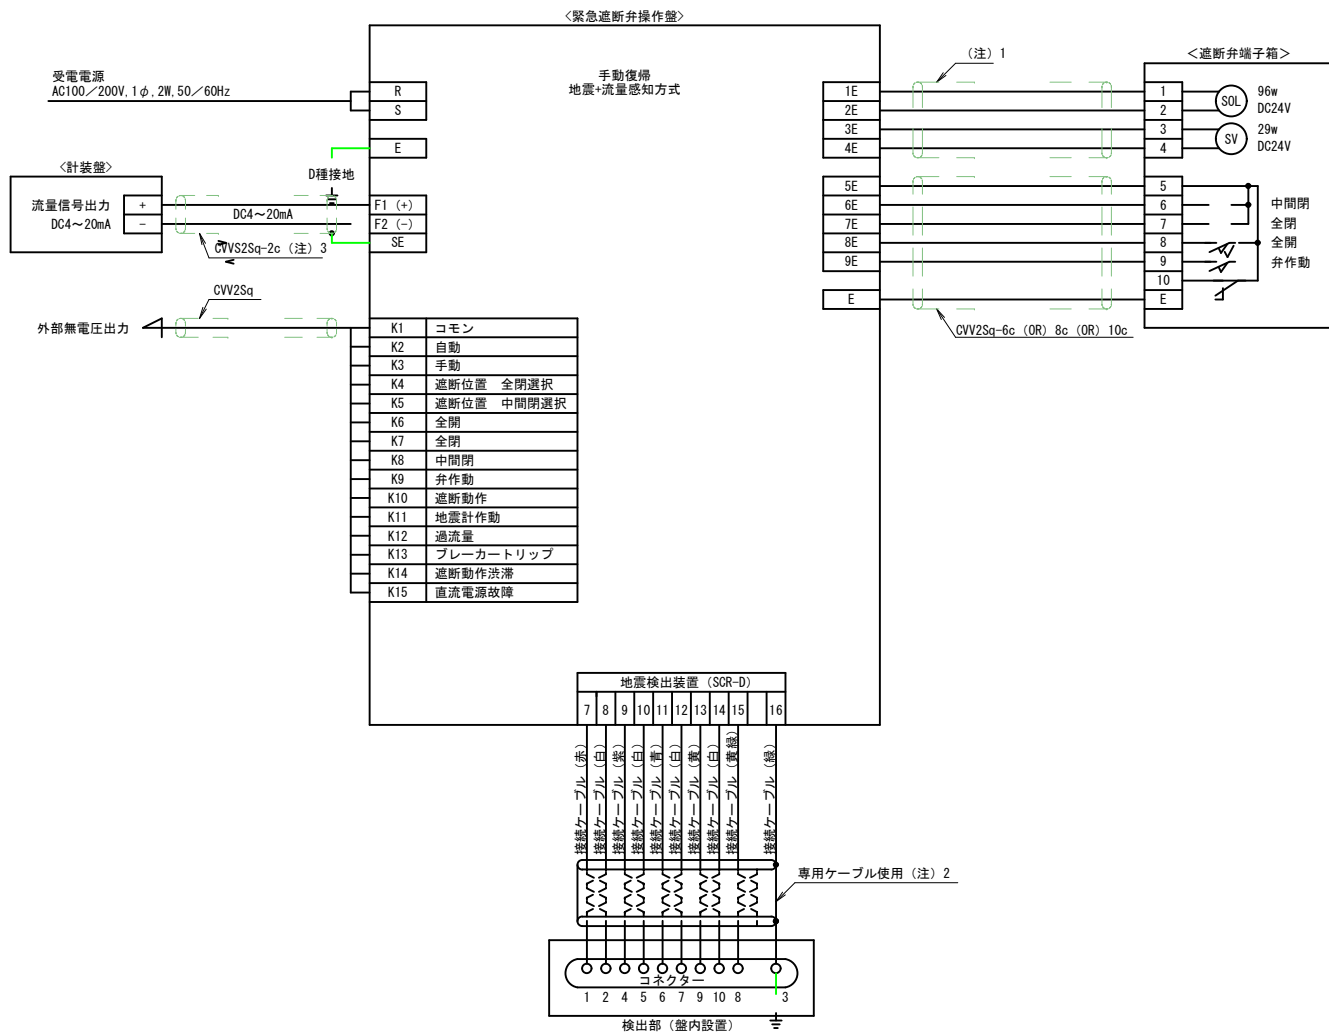 <緊急遮断弁操作盤>
手動復帰
地震+流量感知方式
受電電源
AC100／200V,1φ,2W,50／60Hz
R
S
E
D種接地
<計装盤>
流量信号出力
DC4～20mA
+
-
DC4～20mA
CVVS2Sq-2c（注）3
F1（+）
F2（-）
SE
CVV2Sq
外部無電圧出力
K1 コモン
K2 自動
K3 手動
K4 遮断位置　全閉選択
K5 遮断位置　中間閉選択
K6 全開
K7 全閉
K8 中間閉
K9 弁作動
K10 遮断動作
K11 地震計作動
K12 過流量
K13 ブレーカートリップ
K14 遮断動作渋滞
K15 直流電源故障
1E
2E
3E
4E
5E
6E
7E
8E
9E
E
（注）1
CVV2Sq-6c（OR）8c（OR）10c
<遮断弁端子箱>
1
2
3
4
5
6
7
8
9
10
E
SOL
96w
DC24V
SV
29w
DC24V
中間閉
全閉
全開
弁作動
地震検出装置（SCR-D）
7 8 9 10 11 12 13 14 15 16
接続ケーブル（赤）
接続ケーブル（白）
接続ケーブル（紫）
接続ケーブル（白）
接続ケーブル（青）
接続ケーブル（白）
接続ケーブル（黄）
接続ケーブル（白）
接続ケーブル（黄緑）
接続ケーブル（緑）
専用ケーブル使用（注）2
コネクター
1 2 4 5 6 7 9 10 8 3
検出部（盤内設置）